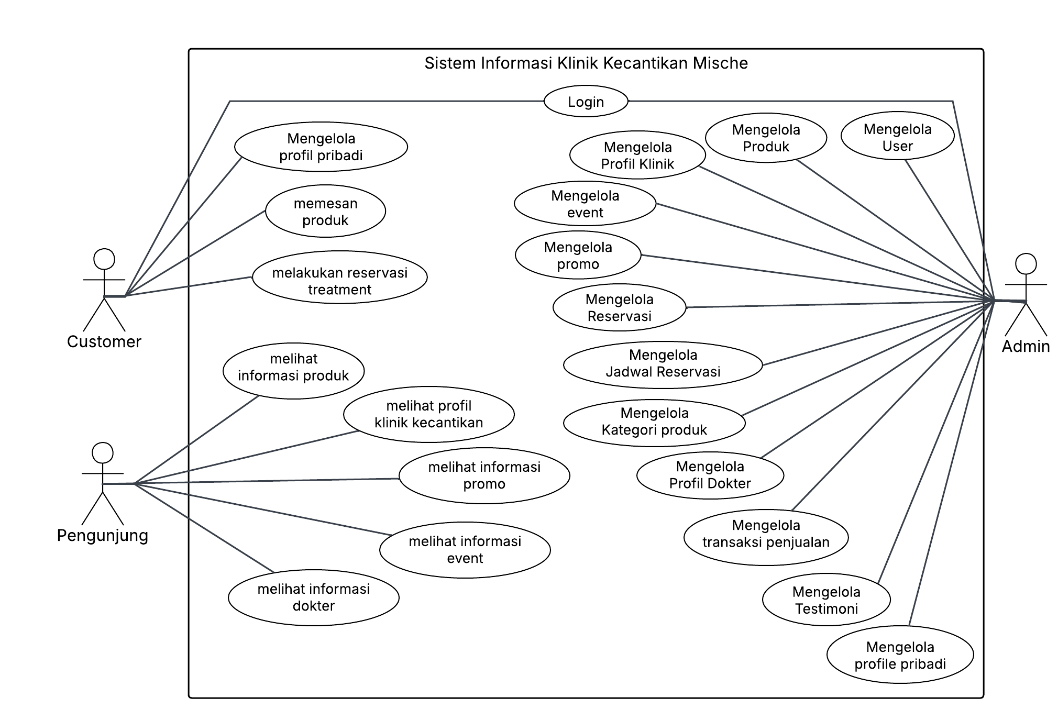 Sistem Informasi Klinik Kecantikan Mische
Login
Mengelola
profil pribadi
memesan
produk
melakukan reservasi
treatment
Customer
melihat
informasi produk
melihat profil
klinik kecantikan
melihat informasi
promo
melihat informasi
event
melihat informasi
dokter
Pengunjung
Mengelola
User
Mengelola
Produk
Mengelola
Profil Klinik
Mengelola
event
Mengelola
promo
Mengelola
Reservasi
Mengelola
Jadwal Reservasi
Mengelola
Kategori produk
Mengelola
Profil Dokter
Mengelola
transaksi penjualan
Mengelola
Testimoni
Mengelola
profile pribadi
Admin